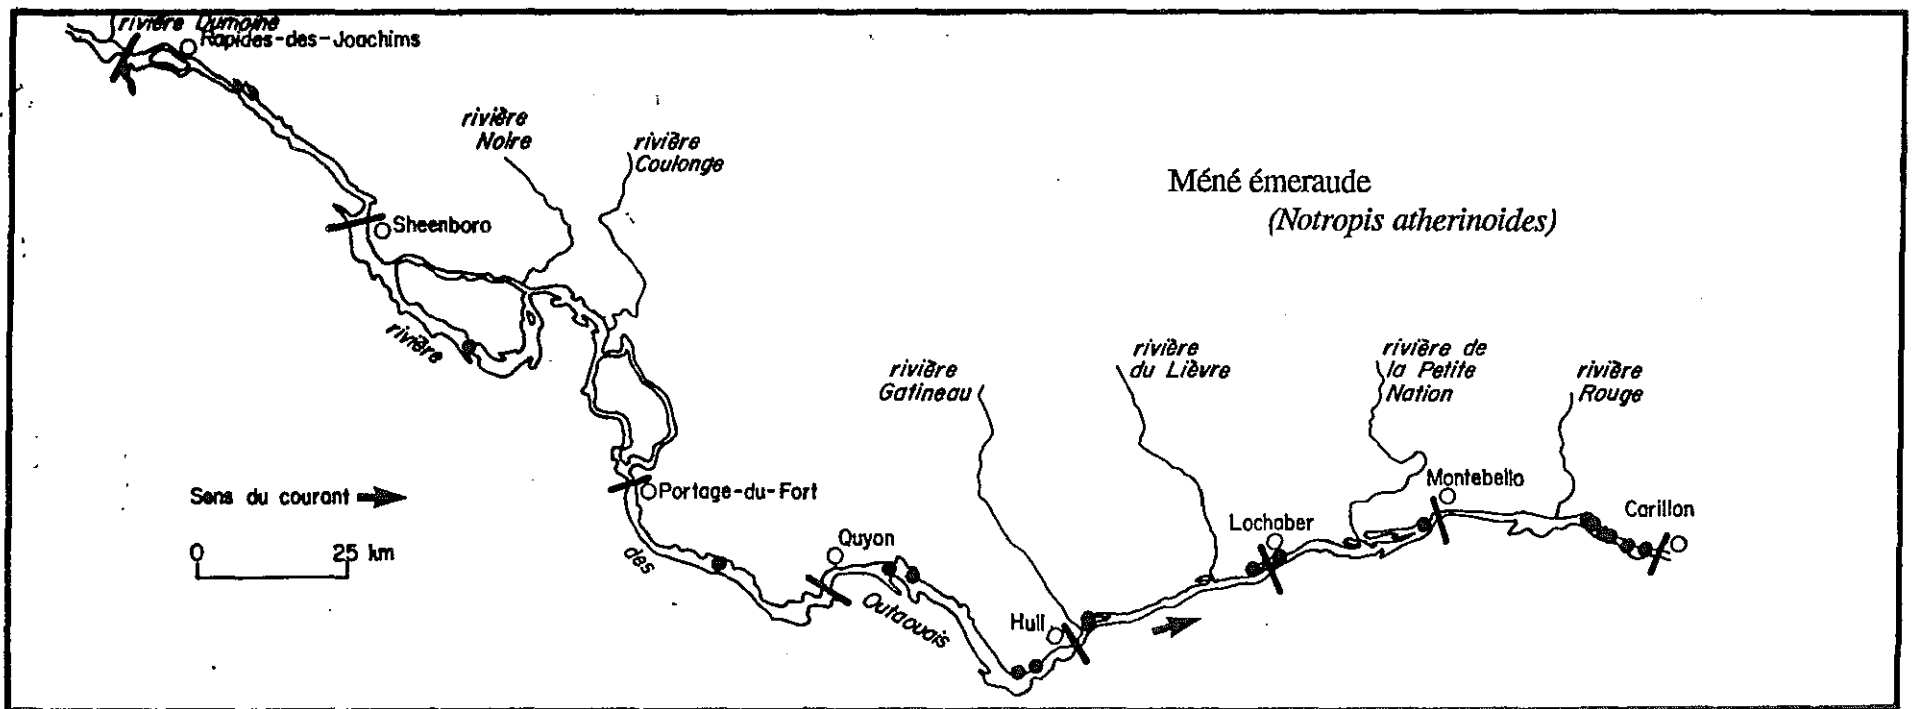 rivière Dumoine
Rapides-des-Joachims
rivière
Noire
rivière
Coulonge
Méné émeraude
(Notropis atherinoides)
Sheenboro
rivière
rivière
Gatineau
rivière
du Lièvre
rivière de
la Petite
Nation
rivière
Rouge
Sens du courant
Portage-du-Fort
Montebello
Carillon
Lochaber
0 25 km
des
Quyon
Outaouais
Hull